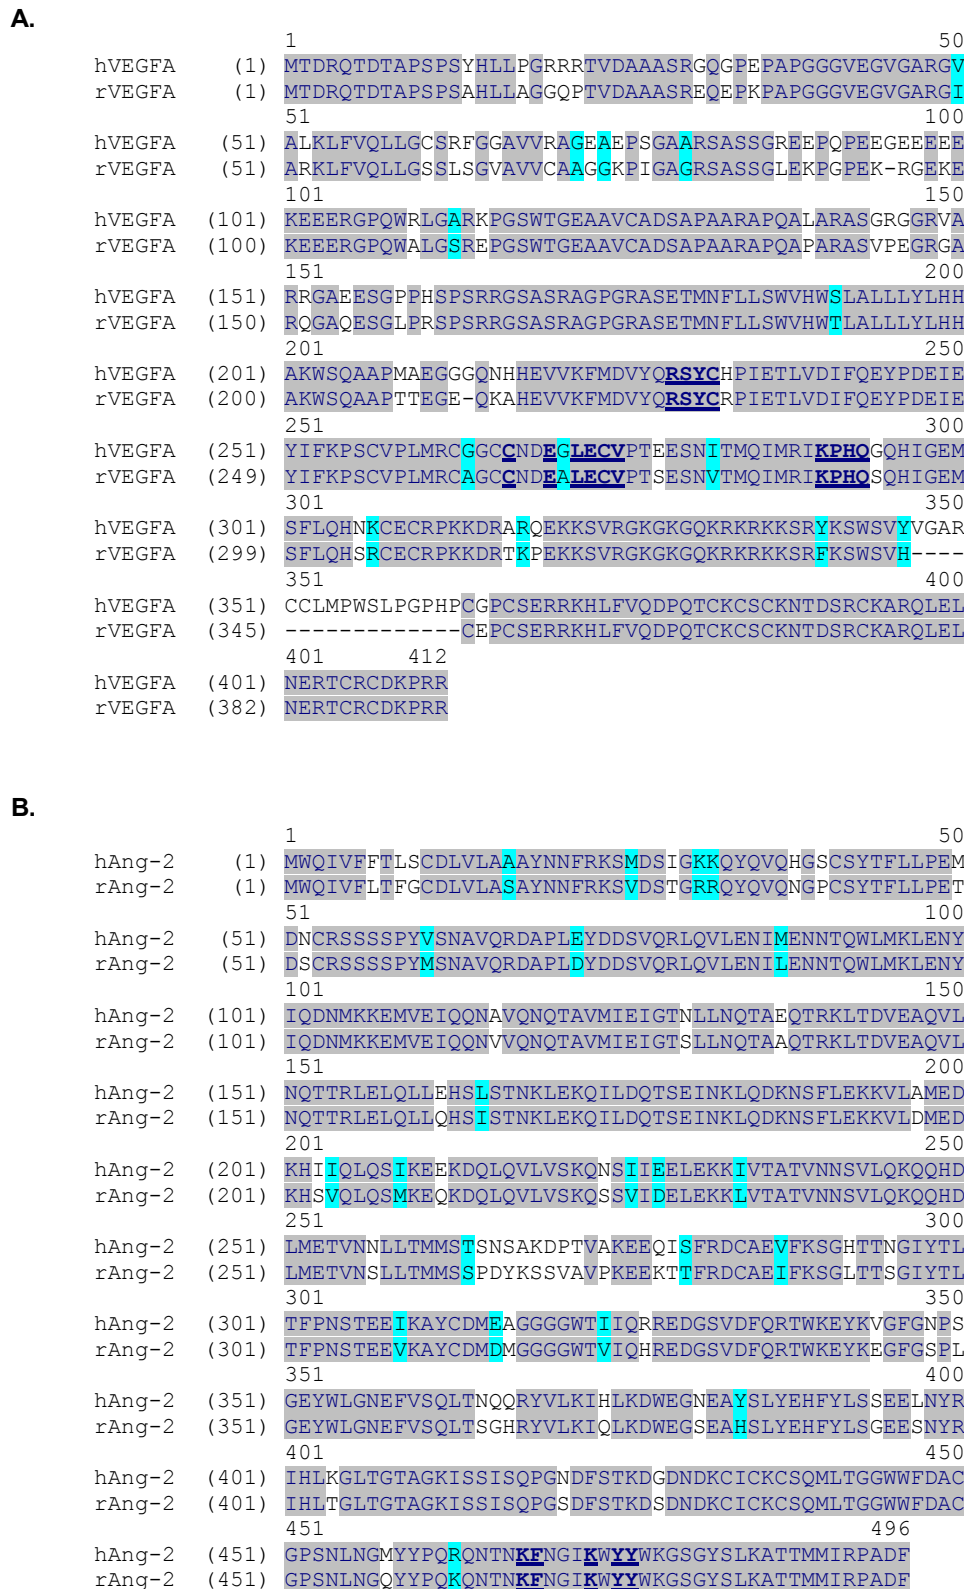 A.
1 50
hVEGFA (1) MTDRQTDTAPSPSYHLLPGRRRTVDAAASRGQGPEPAPGGGVEGVGARGV
rVEGFA (1) MTDRQTDTAPSPSAHLLAGGQPTVDAAASREQEPKPAPGGGVEGVGARGI
51 100
hVEGFA (51) ALKLFVQLLGCSRFGGAVVRAGEAEPSGAARSASSGREEPQPEEGEEEEE
rVEGFA (51) ARKLFVQLLGSSLSGVAVVCAAGGKPIGAGRSASSGLEKPGPEK-RGEKE
101 150
hVEGFA (101) KEEERGPQWRLGARKPGSWTGEAAVCADSAPAARAPQALARASGRGGRVA
rVEGFA (100) KEEERGPQWALGSREPGSWTGEAAVCADSAPAARAPQAPARASVPEGRGA
151 200
hVEGFA (151) RRGAEESGPPHSPSRRGSASRAGPGRASETMNFLLSWVHWSLALLLYLHH
rVEGFA (150) RQGAQESGLPRSPSRRGSASRAGPGRASETMNFLLSWVHWTLALLLYLHH
201 250
hVEGFA (201) AKWSQAAPMAEGGGQNHHEVVKFMDVYQRSYCHPIETLVDIFQEYPDEIE
rVEGFA (200) AKWSQAAPTTEGE-QKAHEVVKFMDVYQRSYCRPIETLVDIFQEYPDEIE
251 300
hVEGFA (251) YIFKPSCVPLMRCGGCCNDEGLECVPTEESNITMQIMRIKPHQGQHIGEM
rVEGFA (249) YIFKPSCVPLMRCAGCCNDEALECVPTSESNVTMQIMRIKPHQSQHIGEM
301 350
hVEGFA (301) SFLQHNKCECRPKKDRARQEKKSVRGKGKGQKRKRKKSRYKSWSVYVGAR
rVEGFA (299) SFLQHSRCECRPKKDRTKPEKKSVRGKGKGQKRKRKKSRFKSWSVH----
351 400
hVEGFA (351) CCLMPWSLPGPHPCGPCSERRKHLFVQDPQTCKCSCKNTDSRCKARQLEL
rVEGFA (345) -------------CEPCSERRKHLFVQDPQTCKCSCKNTDSRCKARQLEL
401 412
hVEGFA (401) NERTCRCDKPRR
rVEGFA (382) NERTCRCDKPRR
B.
1 50
hAng-2 (1) MWQIVFFTLSCDLVLAAAYNNFRKSMDSIGKKQYQVQHGSCSYTFLLPEM
rAng-2 (1) MWQIVFLTFGCDLVLASAYNNFRKSVDSTGRRQYQVQNGPCSYTFLLPET
51 100
hAng-2 (51) DNCRSSSSPYVSNAVQRDAPLEYDDSVQRLQVLENIMENNTQWLMKLENY
rAng-2 (51) DSCRSSSSPYMSNAVQRDAPLDYDDSVQRLQVLENILENNTQWLMKLENY
101 150
hAng-2 (101) IQDNMKKEMVEIQQNAVQNQTAVMIEIGTNLLNQTAEQTRKLTDVEAQVL
rAng-2 (101) IQDNMKKEMVEIQQNVVQNQTAVMIEIGTSLLNQTAAQTRKLTDVEAQVL
151 200
hAng-2 (151) NQTTRLELQLLEHSLSTNKLEKQILDQTSEINKLQDKNSFLEKKVLAMED
rAng-2 (151) NQTTRLELQLLQHSISTNKLEKQILDQTSEINKLQDKNSFLEKKVLDMED
201 250
hAng-2 (201) KHIIQLQSIKEEKDQLQVLVSKQNSIIEELEKKIVTATVNNSVLQKQQHD
rAng-2 (201) KHSVQLQSMKEQKDQLQVLVSKQSSVIDELEKKLVTATVNNSVLQKQQHD
251 300
hAng-2 (251) LMETVNNLLTMMSTSNSAKDPTVAKEEQISFRDCAEVFKSGHTTNGIYTL
rAng-2 (251) LMETVNSLLTMMSSPDYKSSVAVPKEEKTTFRDCAEIFKSGLTTSGIYTL
301 350
hAng-2 (301) TFPNSTEEIKAYCDMEAGGGGWTIIQRREDGSVDFQRTWKEYKVGFGNPS
rAng-2 (301) TFPNSTEEVKAYCDMDMGGGGWTVIQHREDGSVDFQRTWKEYKEGFGSPL
351 400
hAng-2 (351) GEYWLGNEFVSQLTNQQRYVLKIHLKDWEGNEAYSLYEHFYLSSEELNYR
rAng-2 (351) GEYWLGNEFVSQLTSGHRYVLKIQLKDWEGSEAHSLYEHFYLSGEESNYR
401 450
hAng-2 (401) IHLKGLTGTAGKISSISQPGNDFSTKDGDNDKCICKCSQMLTGGWWFDAC
rAng-2 (401) IHLTGLTGTAGKISSISQPGSDFSTKDSDNDKCICKCSQMLTGGWWFDAC
451 496
hAng-2 (451) GPSNLNGMYYPQRQNTNKFNGIKWYYWKGSGYSLKATTMMIRPADF
rAng-2 (451) GPSNLNGQYYPQKQNTNKFNGIKWYYWKGSGYSLKATTMMIRPADF